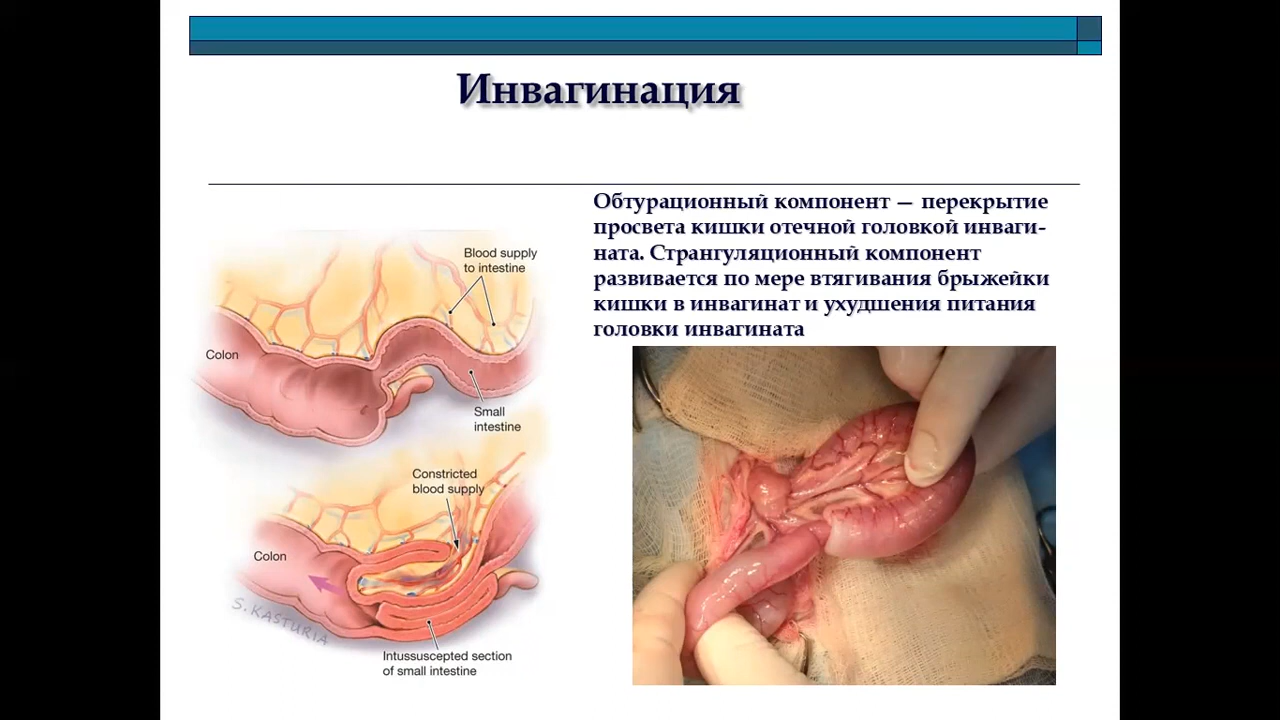 Инвагинация
Обтурационный компонент — перекрытие
просвета кишки отечной головкой инваги-
ната. Странгуляционный компонент
развивается по мере втягивания брыжейки
кишки в инвагинат и ухудшения питания
головки инвагината
Blood supply
to intestine
Colon
Small
intestine
Constricted
blood supply
Colon
S. KASTURIA
Intussuscepted section
of small intestine